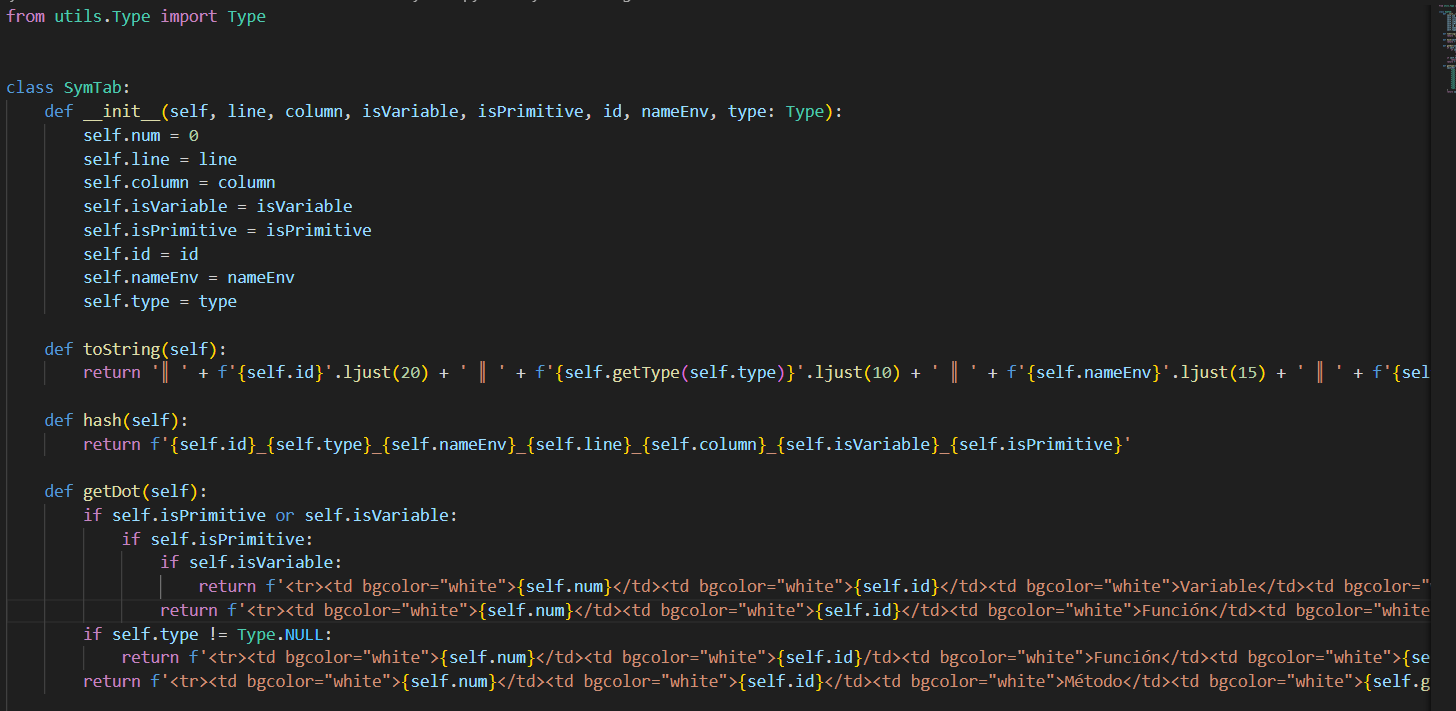 from utils.Type import Type
class SymTab:
    def __init__(self, line, column, isVariable, isPrimitive, id, nameEnv, type: Type):
        self.num = 0
        self.line = line
        self.column = column
        self.isVariable = isVariable
        self.isPrimitive = isPrimitive
        self.id = id
        self.nameEnv = nameEnv
        self.type = type
    def toString(self):
        return '║ ' + f'{self.id}'.ljust(20) + ' ║ ' + f'{self.getType(self.type)}'.ljust(10) + ' ║ ' + f'{self.nameEnv}'.ljust(15) + ' ║ ' + f'{sel
    def hash(self):
        return f'{self.id}_{self.type}_{self.nameEnv}_{self.line}_{self.column}_{self.isVariable}_{self.isPrimitive}'
    def getDot(self):
        if self.isPrimitive or self.isVariable:
            if self.isPrimitive:
                if self.isVariable:
                    return f'<tr><td bgcolor="white">{self.num}</td><td bgcolor="white">{self.id}</td><td bgcolor="white">Variable</td><td bgcolor="
                return f'<tr><td bgcolor="white">{self.num}</td><td bgcolor="white">{self.id}</td><td bgcolor="white">Función</td><td bgcolor="white
        if self.type != Type.NULL:
            return f'<tr><td bgcolor="white">{self.num}</td><td bgcolor="white">{self.id}/td><td bgcolor="white">Función</td><td bgcolor="white">{se
        return f'<tr><td bgcolor="white">{self.num}</td><td bgcolor="white">{self.id}</td><td bgcolor="white">Método</td><td bgcolor="white">{self.g